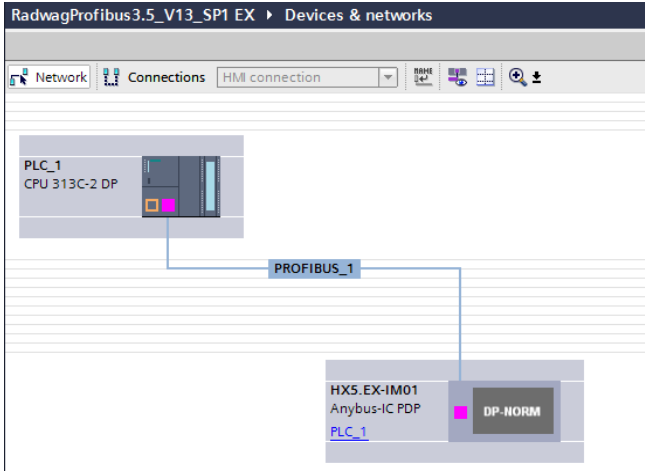 RadwagProfibus3.5_V13_SP1 EX ▸ Devices & networks
Network Connections HMI connection
PLC_1
CPU 313C-2 DP
PROFIBUS_1
HX5.EX-IM01
Anybus-IC PDP
PLC_1
DP-NORM